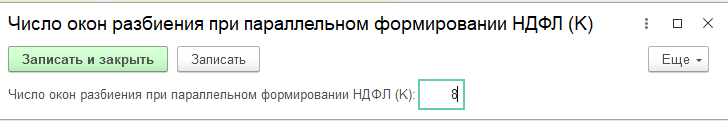 Число окон разбиения при параллельном формировании НДФЛ (К)
Записать и закрыть
Записать
Еще
Число окон разбиения при параллельном формировании НДФЛ (К): 8